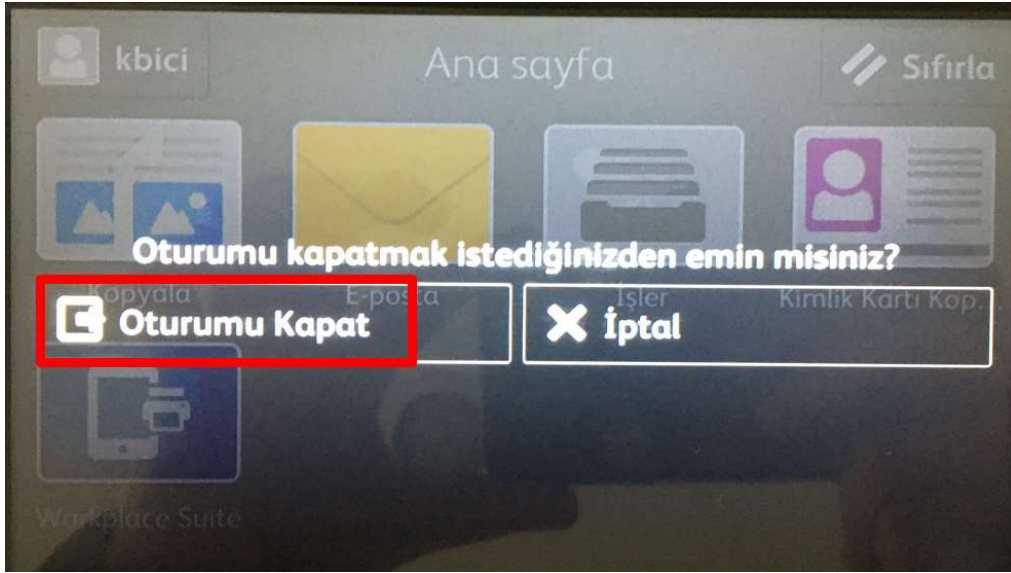 kbici
Ana sayfa
Sıfırla
Oturumu kapatmak istediğinizden emin misiniz?
Kopyala
E-posta
İşler
Kimlik Kartı Kop...
Oturumu Kapat
İptal
Workplace Suite